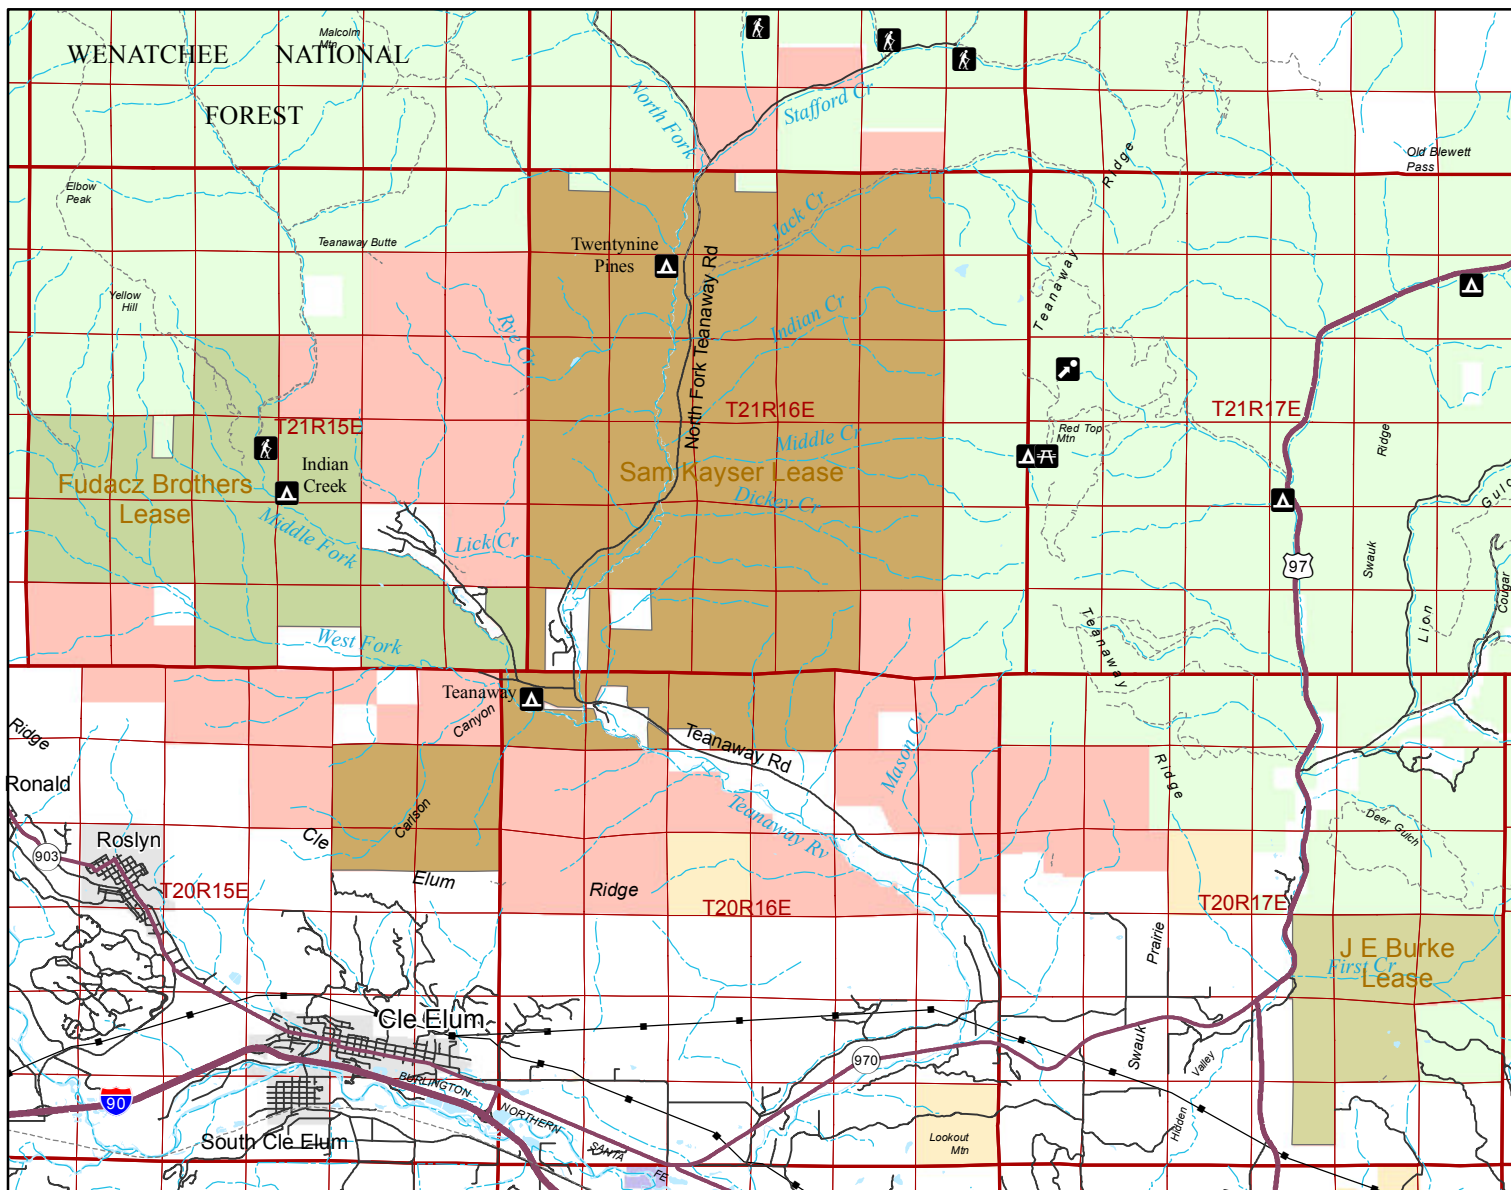 Malcolm
Mtn
WENATCHEE NATIONAL
FOREST
North Fork
Stafford Cr
Old Blewett
Pass
Elbow
Peak
Teanaway Butte
Yellow
Hill
Twentynine
Pines
Jack Cr
Teanaway Ridge
Rye Cr
North Fork Teanaway Rd
Indian Cr
T21R15E
T21R16E
T21R17E
Middle Cr
Red Top
Mtn
Ridge
Swauk
Indian
Creek
Fudacz Brothers
Lease
Sam Kayser Lease
Dickey Cr
Middle Fork
Lick Cr
97
Lion
Gulc
Cougar
West Fork
Teanaway
Ridge
Teanaway
Canyon
Carlson
Teanaway Rd
Mason Cr
Teanaway Rv
Ridge
Ronald
903
Roslyn
Cle
Elum
Ridge
Deer Gulch
T20R15E
T20R16E
T20R17E
Prairie
Swauk
J E Burke
Lease
First Cr
Cle Elum
970
Valley
Hidden
90
BURLINGTON
NORTHERN
SANTA
FE
South Cle Elum
Lookout
Mtn